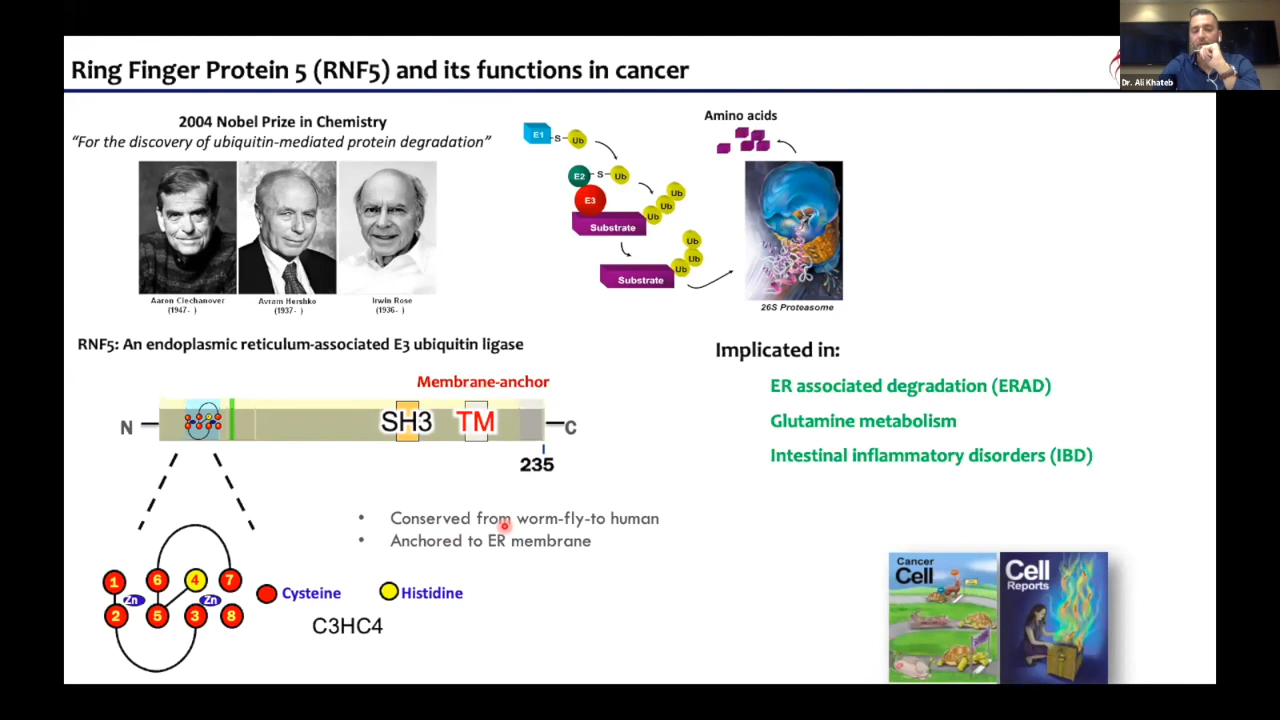 Dr. Ali Khateb
Ring Finger Protein 5 (RNF5) and its functions in cancer
2004 Nobel Prize in Chemistry
“For the discovery of ubiquitin-mediated protein degradation”
Aaron Ciechanover
(1947- )
Avram Hershko
(1937- )
Irwin Rose
(1936- )
E1
S
Ub
E2
S
Ub
E3
Substrate
Ub
Ub
Ub
Substrate
Ub
Ub
Ub
Amino acids
26S Proteasome
RNF5: An endoplasmic reticulum-associated E3 ubiquitin ligase
Membrane-anchor
N
SH3
TM
C
235
Conserved from worm-fly-to human
Anchored to ER membrane
1
6
4
7
Zn
Zn
2
5
3
8
Cysteine
Histidine
C3HC4
Implicated in:
ER associated degradation (ERAD)
Glutamine metabolism
Intestinal inflammatory disorders (IBD)
Cancer
Cell
Cell
Reports